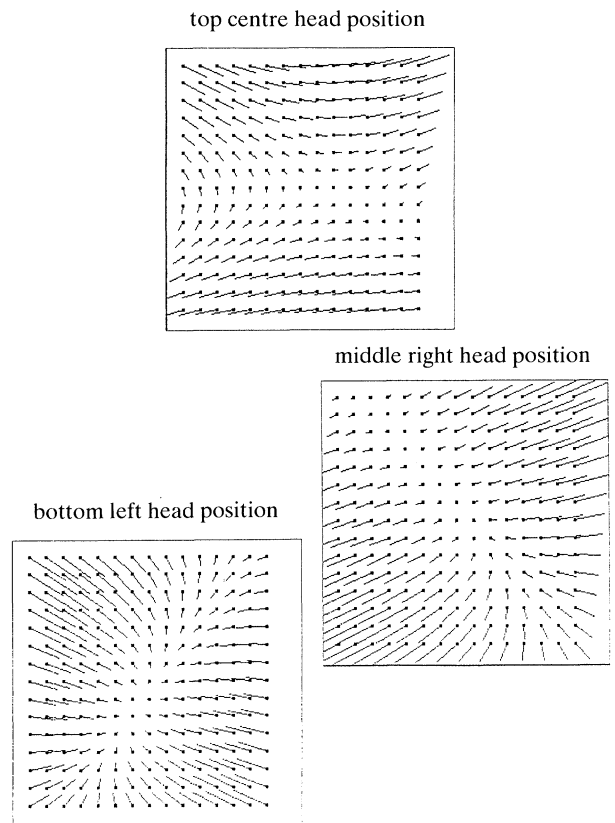 top centre head position
middle right head position
bottom left head position